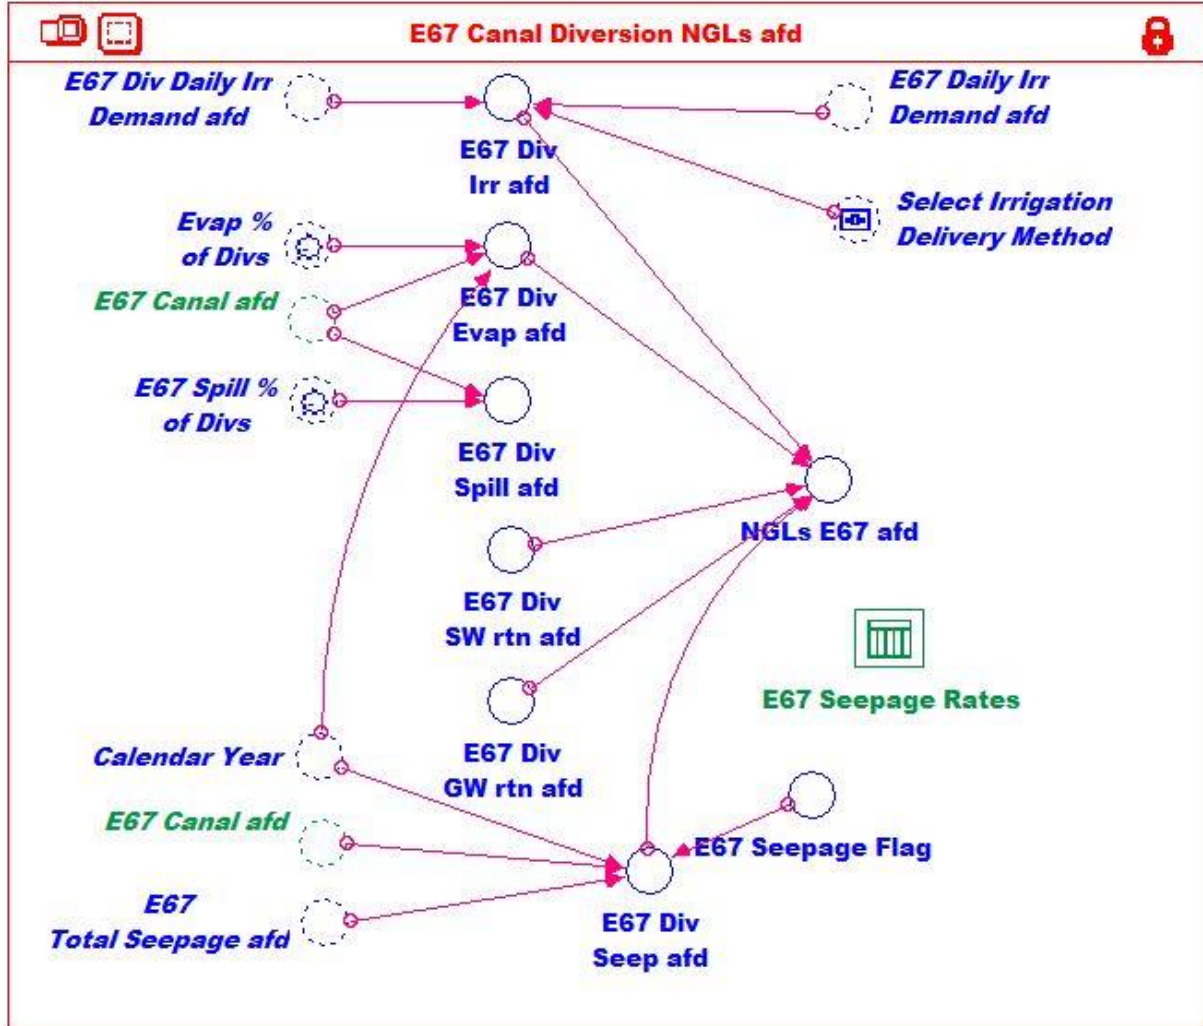 E67 Canal Diversion NGLs afd
E67 Div Daily Irr
Demand afd
E67 Daily Irr
Demand afd
E67 Div
Irr afd
Select Irrigation
Delivery Method
Evap %
of Divs
E67 Canal afd
E67 Div
Evap afd
E67 Spill %
of Divs
E67 Div
Spill afd
NGLs E67 afd
E67 Div
SW rtn afd
E67 Seepage Rates
Calendar Year
E67 Div
GW rtn afd
E67 Canal afd
E67 Seepage Flag
E67
Total Seepage afd
E67 Div
Seep afd